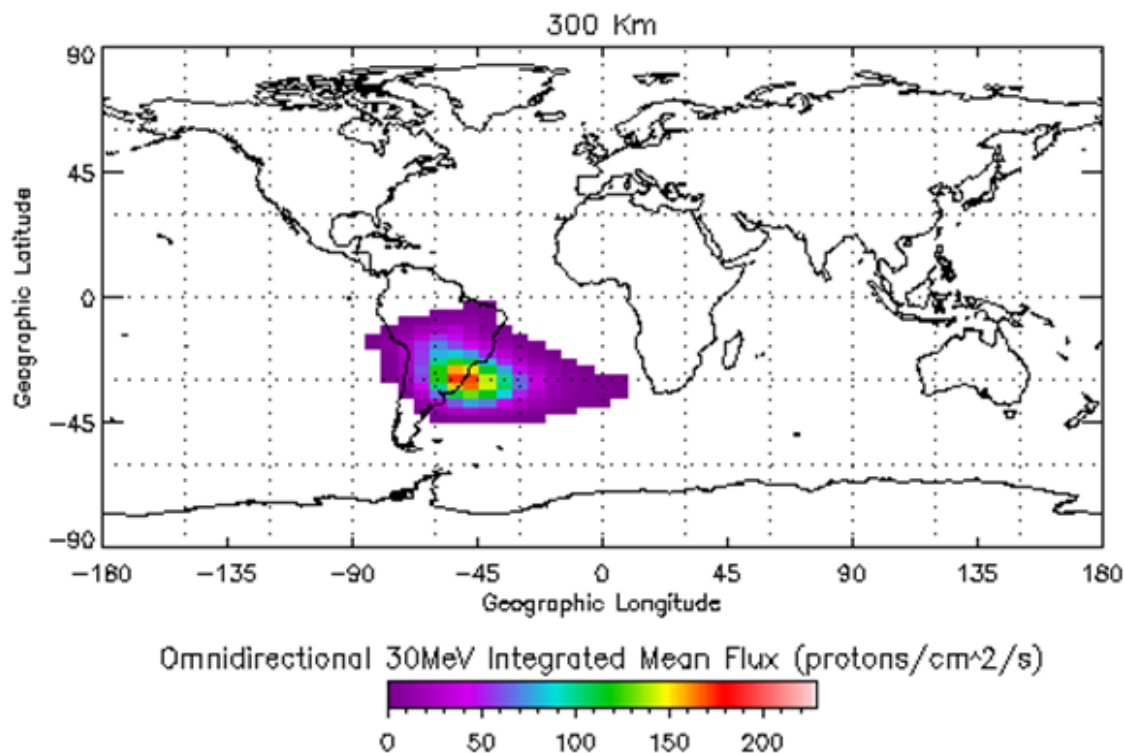 300 Km
90
45
0
-45
-90
Geographic Latitude
-180 -135 -90 -45 0 45 90 135 180
Geographic Longitude
Omnidirectional 30MeV Integrated Mean Flux (protons/cm^2/s)
0 50 100 150 200